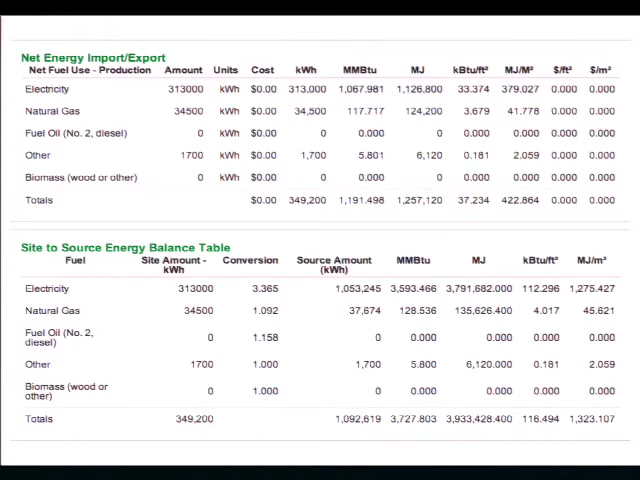 Net Energy Import/Export
Net Fuel Use - Production Amount Units Cost kWh MMBtu MJ kBtu/ft² MJ/M² $/ft² $/m²
Electricity 313000 kWh $0.00 313,000 1,067.981 1,126,800 33.374 379.027 0.000 0.000
Natural Gas 34500 kWh $0.00 34,500 117.717 124,200 3.679 41.778 0.000 0.000
Fuel Oil (No. 2, diesel) 0 kWh $0.00 0 0.000 0 0.000 0.000 0.000 0.000
Other 1700 kWh $0.00 1,700 5.801 6,120 0.181 2.059 0.000 0.000
Biomass (wood or other) 0 kWh $0.00 0 0.000 0 0.000 0.000 0.000 0.000
Totals $0.00 349,200 1,191.498 1,257,120 37.234 422.864 0.000 0.000
Site to Source Energy Balance Table
Fuel Site Amount - Conversion Source Amount MMBtu MJ kBtu/ft² MJ/m²
kWh (kWh)
Electricity 313000 3.365 1,053,245 3,593.466 3,791,682.000 112.296 1,275.427
Natural Gas 34500 1.092 37,674 128.536 135,626.400 4.017 45.621
Fuel Oil (No. 2, 0 1.158 0 0.000 0.000 0.000 0.000
diesel)
Other 1700 1.000 1,700 5.800 6,120.000 0.181 2.059
Biomass (wood or 0 1.000 0 0.000 0.000 0.000 0.000
other)
Totals 349,200 1,092,619 3,727.803 3,933,428.400 116.494 1,323.107